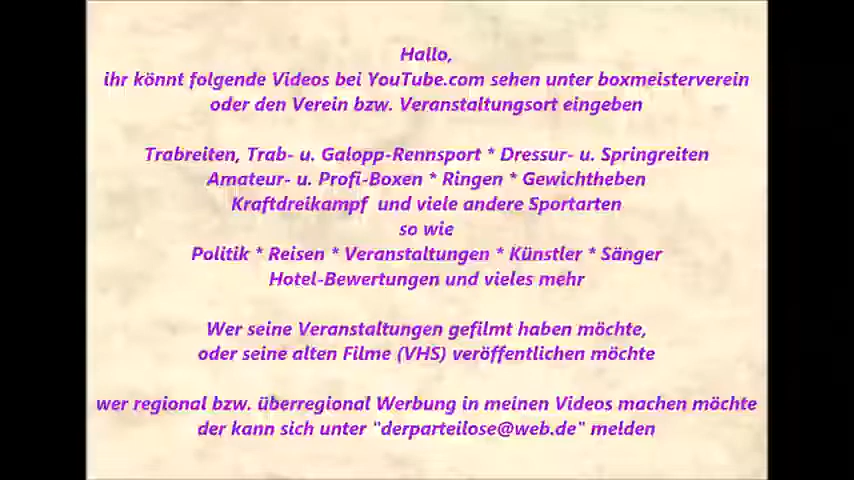 Hallo,
ihr könnt folgende Videos bei YouTube.com sehen unter boxmeisterverein
oder den Verein bzw. Veranstaltungsort eingeben
Trabreiten, Trab- u. Galopp-Rennsport * Dressur- u. Springreiten
Amateur- u. Profi-Boxen * Ringen * Gewichtheben
Kraftdreikampf und viele andere Sportarten
so wie
Politik * Reisen * Veranstaltungen * Künstler * Sänger
Hotel-Bewertungen und vieles mehr
Wer seine Veranstaltungen gefilmt haben möchte,
oder seine alten Filme (VHS) veröffentlichen möchte
wer regional bzw. überregional Werbung in meinen Videos machen möchte
der kann sich unter "derparteilose@web.de" melden